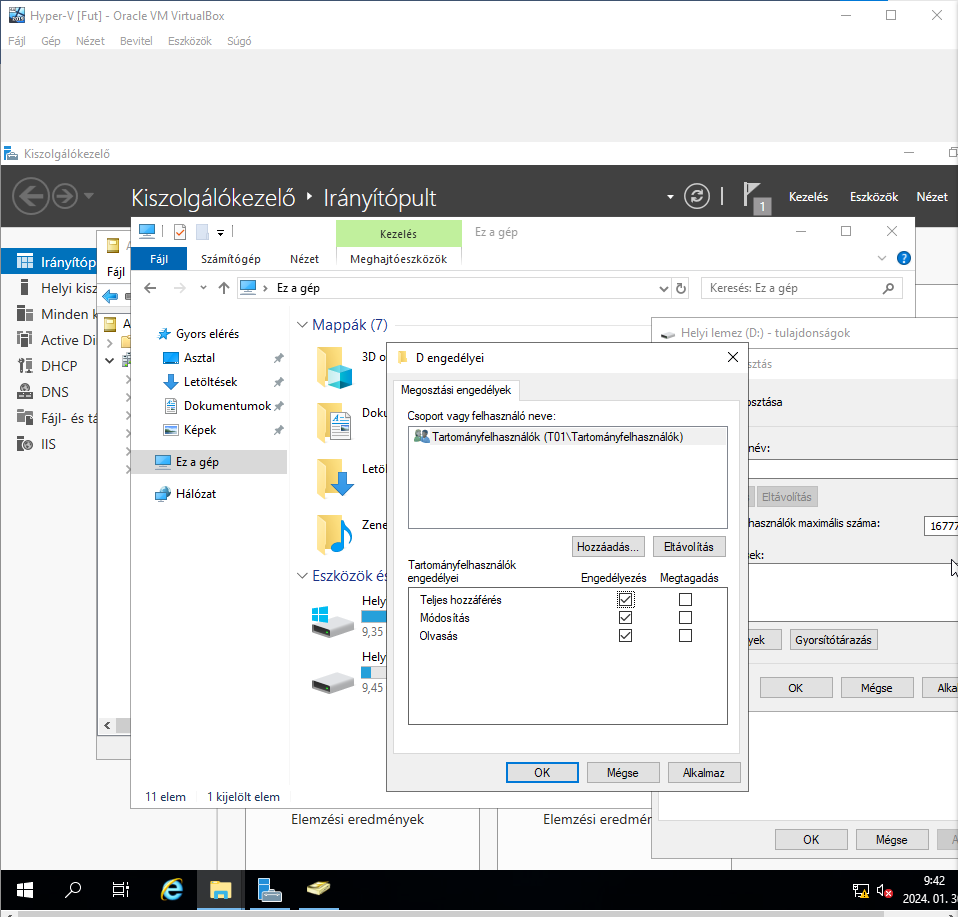 Hyper-V [Fut] - Oracle VM VirtualBox
Fájl Gép Nézet Bevitel Eszközök Súgó
Kiszolgálókezelő
Kiszolgálókezelő Irányítópult
1
Kezelés Eszközök Nézet
Irányítóp
Helyi kisz
Minden k
Active Di
DHCP
DNS
Fájl- és tá
IIS
Fájl
Kezelés
Ez a gép
Fájl Számítógép Nézet Meghajtóeszközök
Ez a gép
Keresés: Ez a gép
Gyors elérés
Asztal
Letöltések
Dokumentumok
Képek
Ez a gép
Hálózat
Mappák (7)
3D o
Doku
Letöl
Zene
Eszközök és
Hely
9,35
Hely
9,45
11 elem 1 kijelölt elem
Helyi lemez (D:) - tulajdonságok
sztás
osztása
név:
Eltávolítás
használók maximális száma:
16777
ek:
yek
Gyorsítótárazás
OK Mégse Alka
OK Mégse A
D engedélyei
Megosztási engedélyek
Csoport vagy felhasználó neve:
Tartományfelhasználók (T01\Tartományfelhasználók)
Hozzáadás... Eltávolítás
Tartományfelhasználók
engedélyei Engedélyezés Megtagadás
Teljes hozzáférés
Módosítás
Olvasás
OK Mégse Alkalmaz
Elemzési eredmények
Elemzési eredmér
9:42
2024. 01. 30